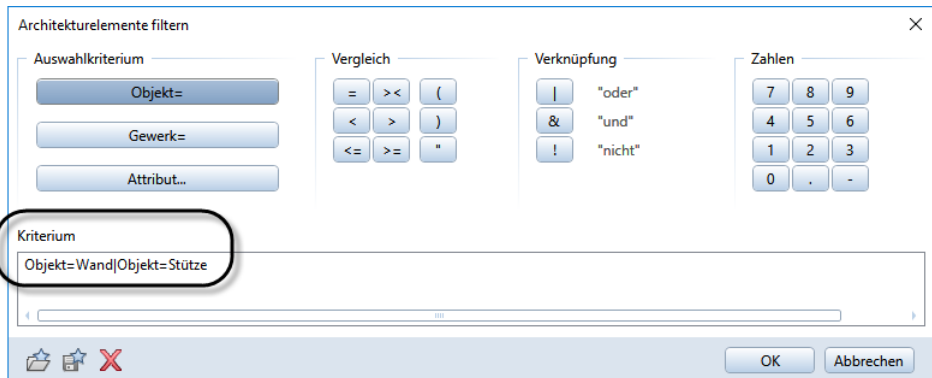 Architekturelemente filtern
Auswahlkriterium
Objekt=
Gewerk=
Attribut...
Vergleich
= >< (
< > )
<= >= "
Verknüpfung
| "oder"
& "und"
! "nicht"
Zahlen
7 8 9
4 5 6
1 2 3
0 . -
Kriterium
Objekt=Wand|Objekt=Stütze
OK Abbrechen